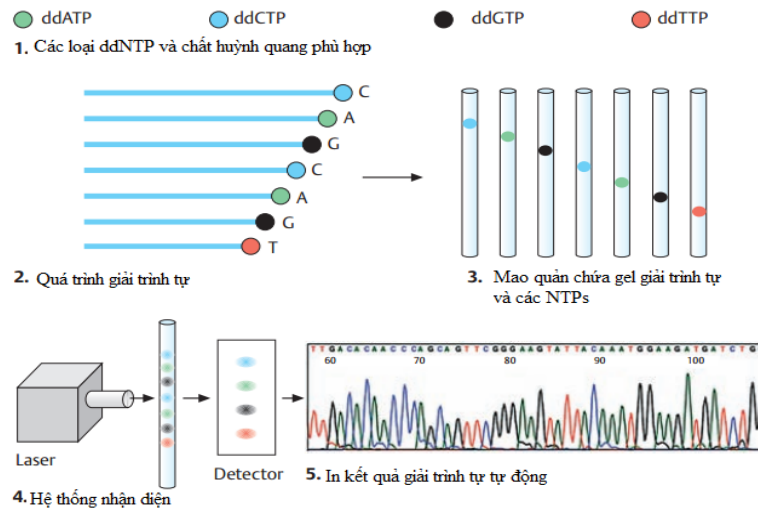 ddATP ddCTP ddGTP ddTTP
1. Các loại ddNTP và chất huỳnh quang phù hợp
C
A
G
C
A
G
T
2. Quá trình giải trình tự
3. Mao quản chứa gel giải trình tự
và các NTPs
Laser
Detector
4. Hệ thống nhận diện
TTGACACAACCCAGCAGTTCGGGAAGTATTACAAATGGAAGATGATCTG
60 70 80 90 100
5. In kết quả giải trình tự tự động